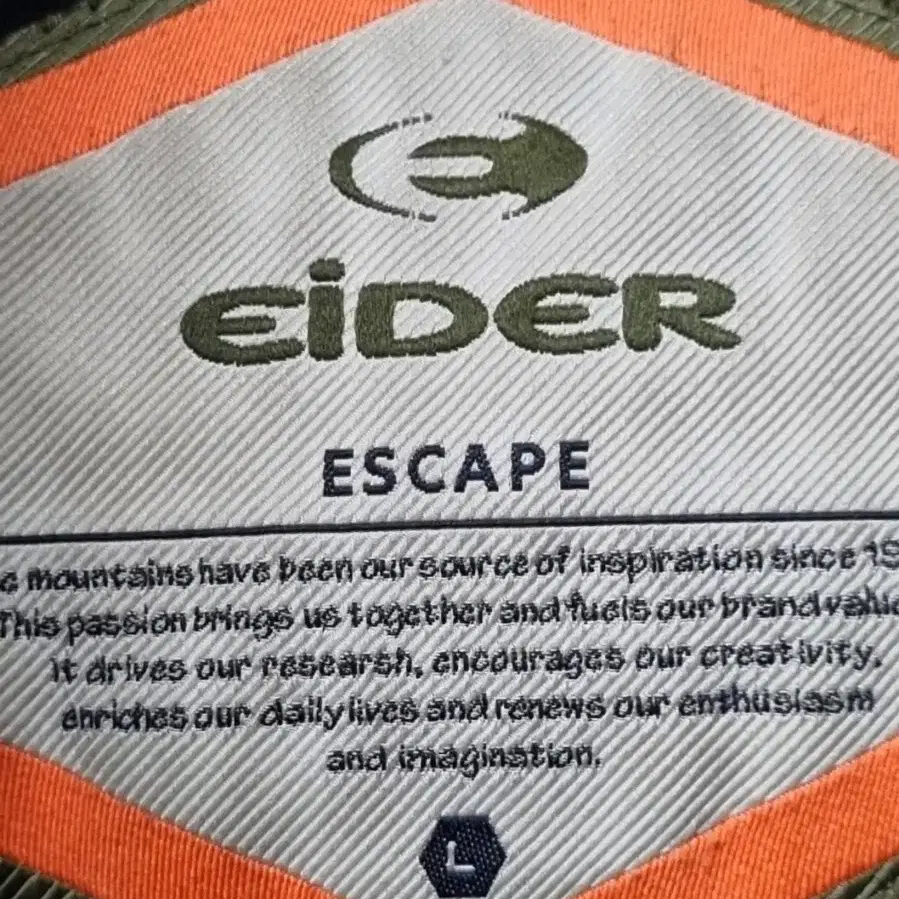 EiDER
ESCAPE
mountains have been our source of inspiration since 19
This passion brings us together and fuels our brand
It drives our researsh, encourages our creativity,
enriches our daily lives and renews our enthusiasm
and imagination.
L